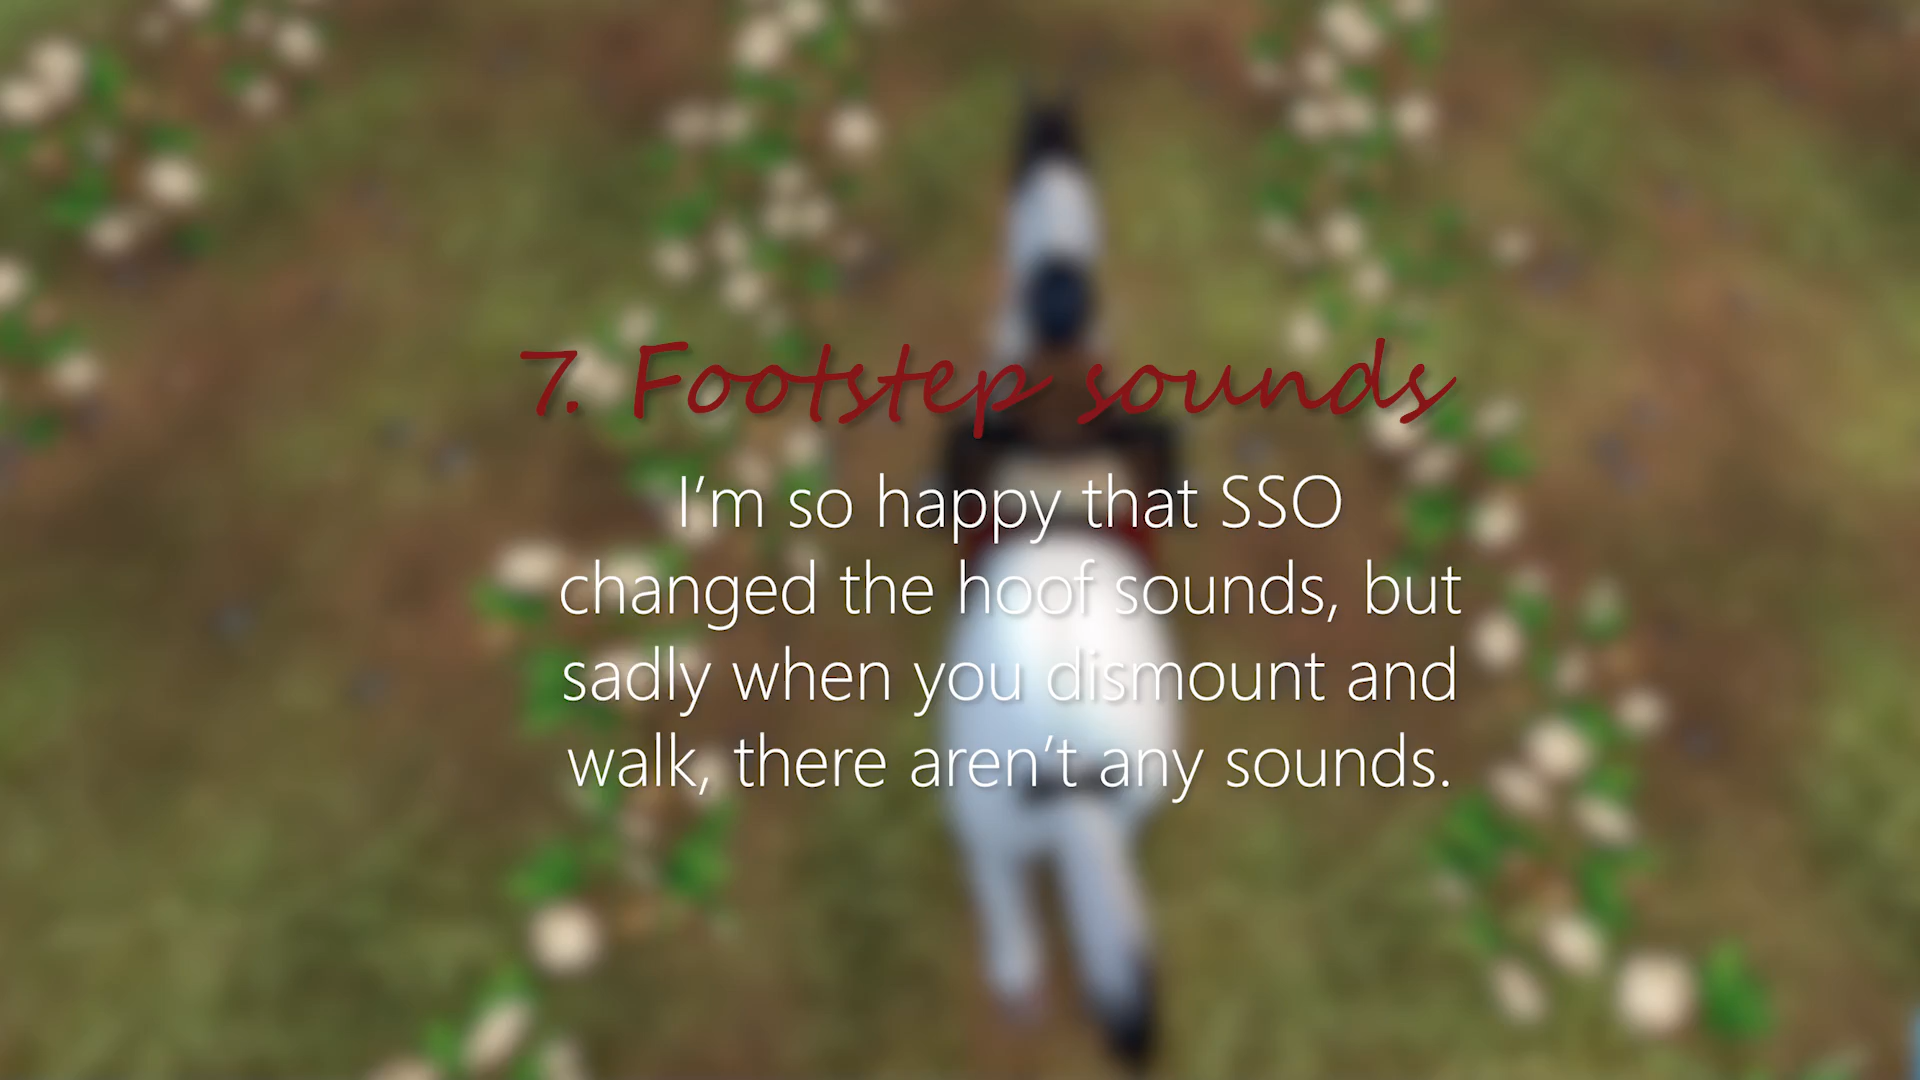 7. Footstep sounds
I’m so happy that SSO
changed the hoof sounds, but
sadly when you dismount and
walk, there aren’t any sounds.